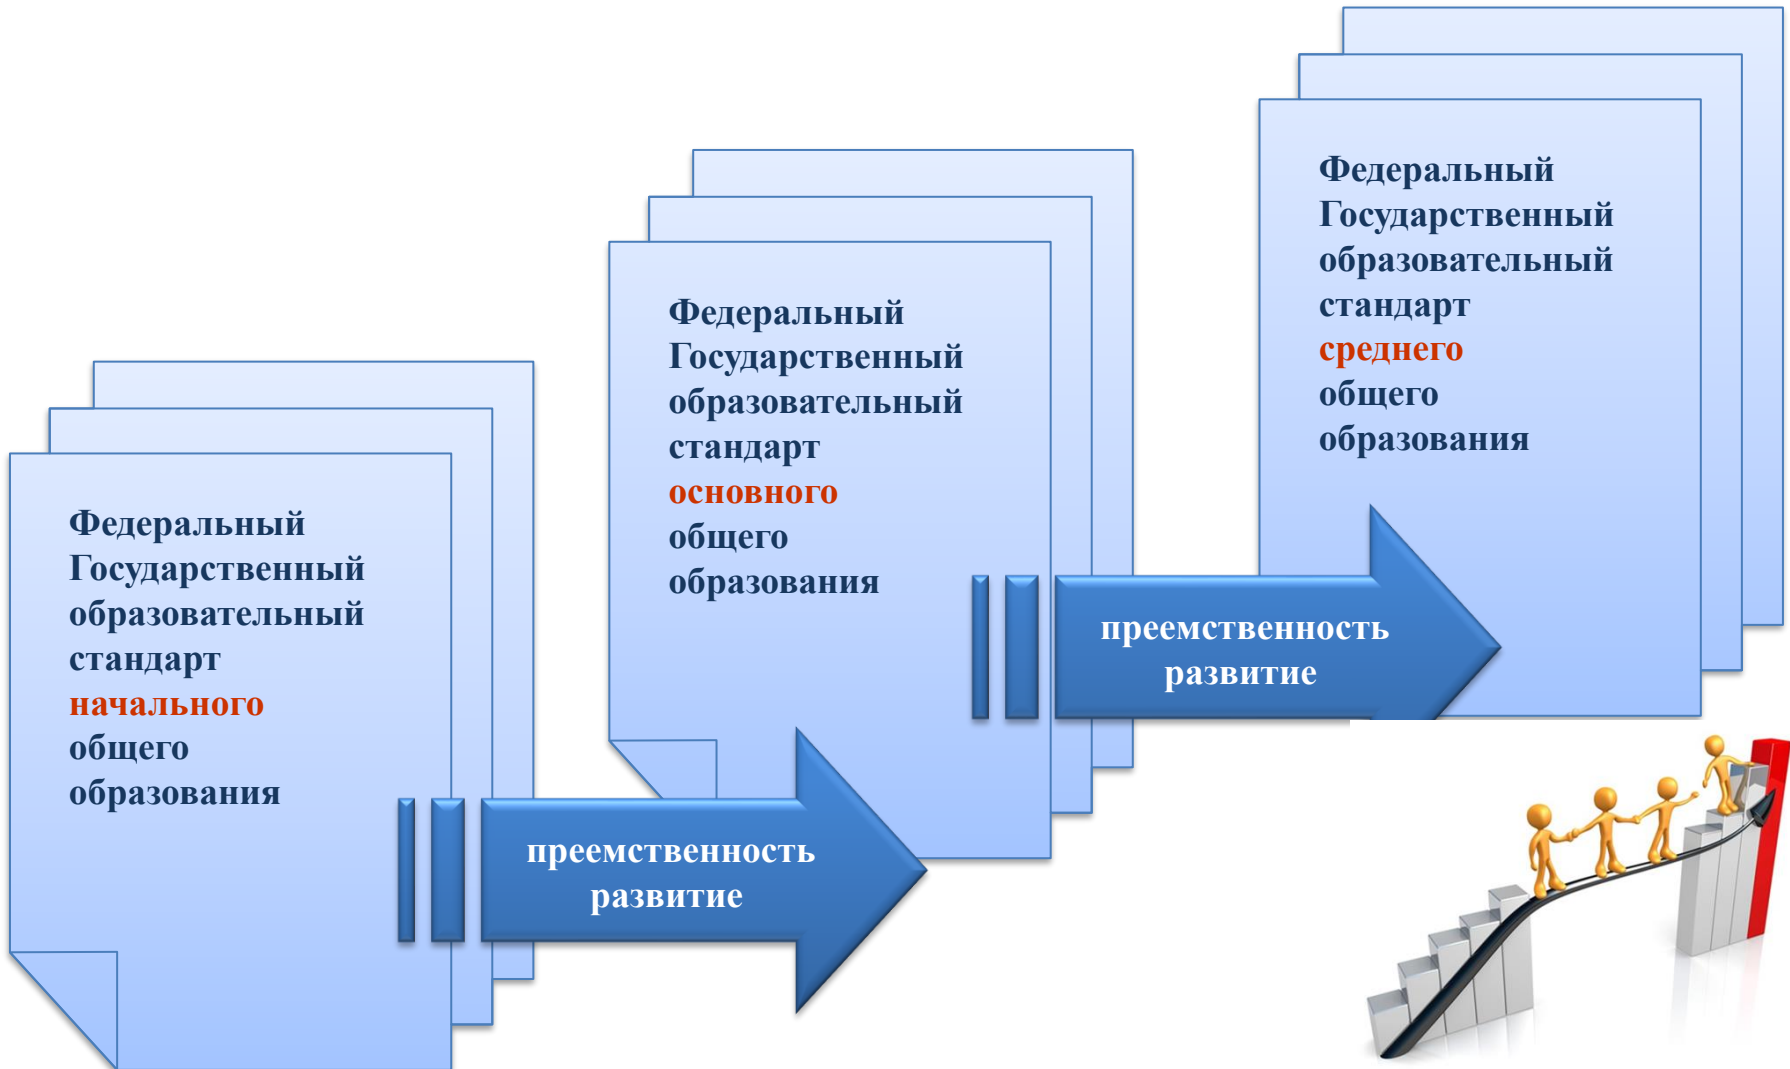 Федеральный
Государственный
образовательный
стандарт
начального
общего
образования
преемственность
развитие
Федеральный
Государственный
образовательный
стандарт
основного
общего
образования
преемственность
развитие
Федеральный
Государственный
образовательный
стандарт
среднего
общего
образования